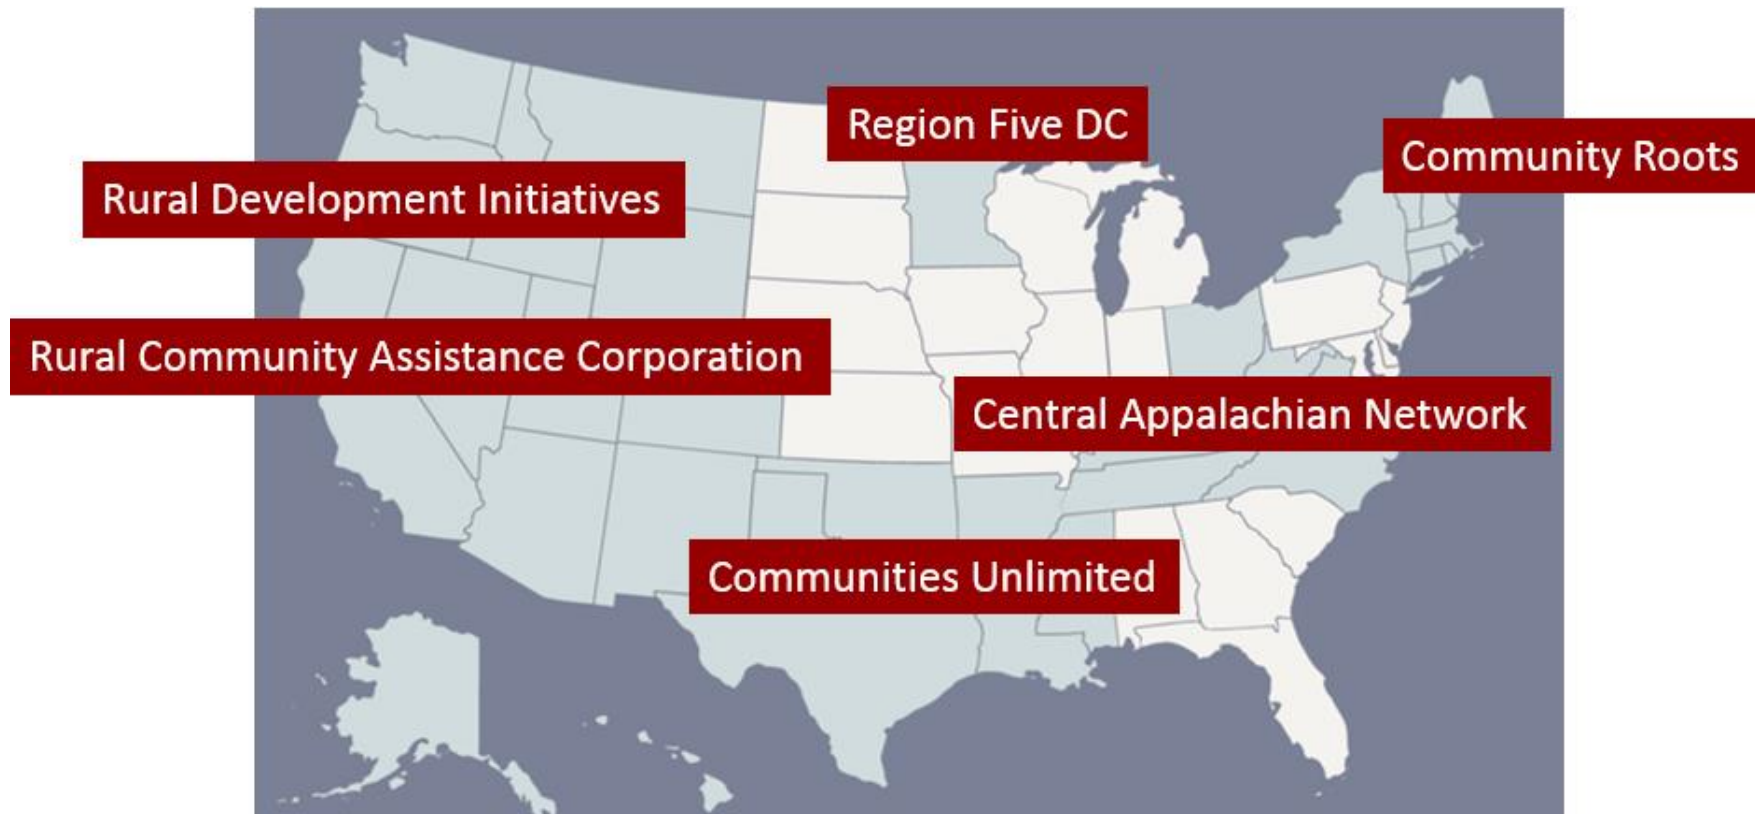 Region Five DC
Community Roots
Rural Development Initiatives
Rural Community Assistance Corporation
Central Appalachian Network
Communities Unlimited